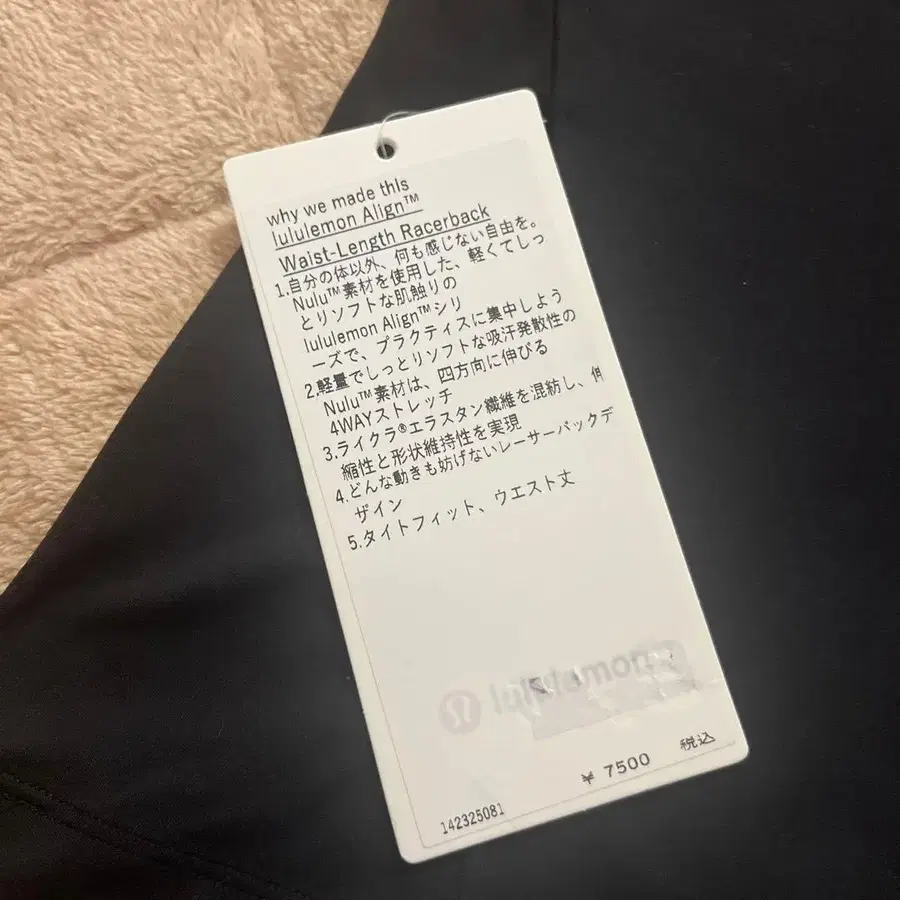 why we made this
lululemon Align™
Waist-Length Racerback
1.自分の体以外、何も感じない自由を。
Nulu™素材を使用した、軽くてしっ
とりソフトな肌触りの
lululemon Align™シリ
ーズで、プラクティスに集中しよう
2.軽量でしっとりソフトな吸汗発散性の
Nulu™素材は、四方向に伸びる
4WAYストレッチ
3.ライクラ®エラスタン繊維を混紡し、伸
縮性と形状維持性を実現
4.どんな動きも妨げないレーサーバックデ
ザイン
5.タイトフィット、ウエスト丈
lululemon
¥ 7500 税込
142325081